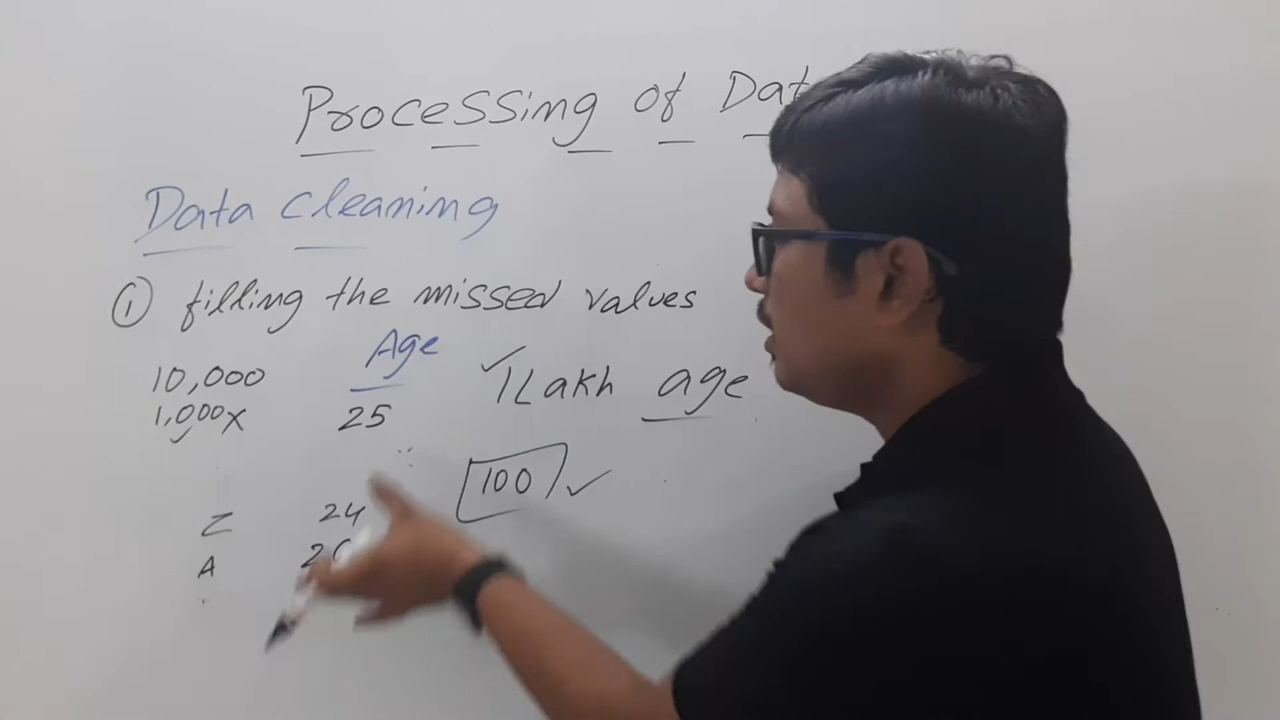 Processing of Dat
Data cleaning
① filling the missed values
Age
10,000 ✓1Lakh age
1,000x 25
100 ✓
Z 24
A